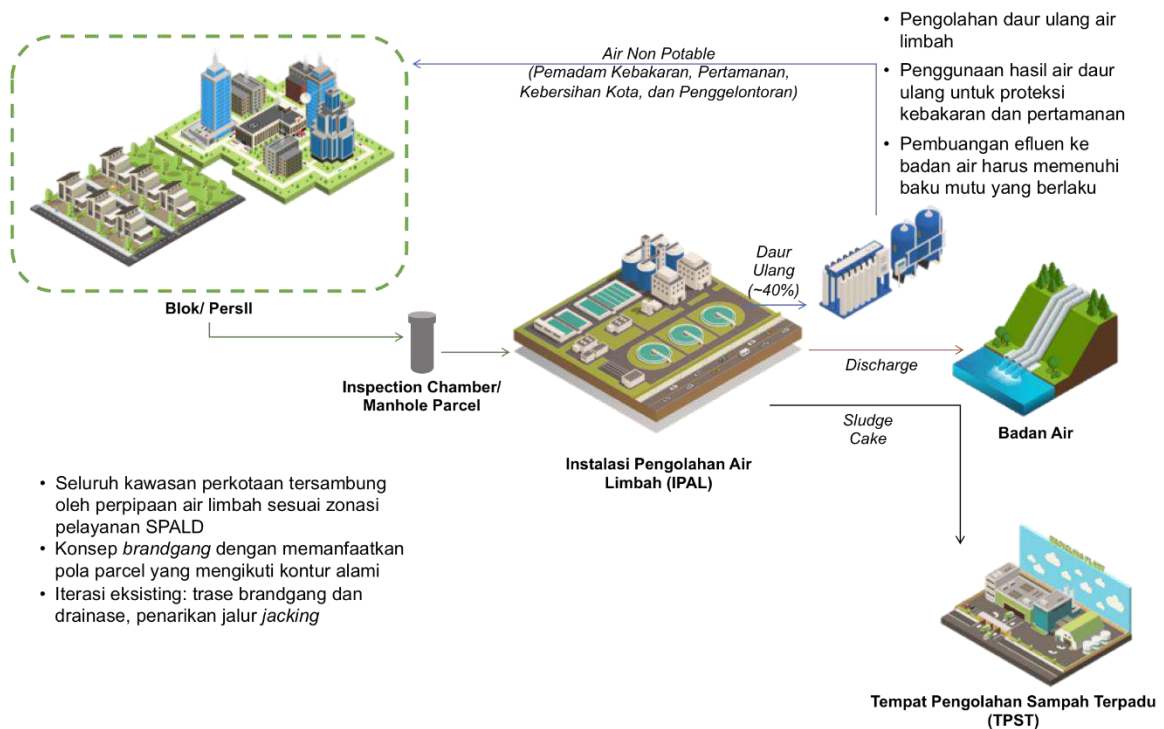 Air Non Potable
(Pemadam Kebakaran, Pertamanan,
Kebersihan Kota, dan Penggelontoran)
• Pengolahan daur ulang air
limbah
• Penggunaan hasil air daur
ulang untuk proteksi
kebakaran dan pertamanan
• Pembuangan efluen ke
badan air harus memenuhi
baku mutu yang berlaku
Blok/ Persll
Inspection Chamber/
Manhole Parcel
Daur
Ulang
(~40%)
Discharge
Sludge
Cake
Badan Air
Instalasi Pengolahan Air
Limbah (IPAL)
• Seluruh kawasan perkotaan tersambung
oleh perpipaan air limbah sesuai zonasi
pelayanan SPALD
• Konsep brandgang dengan memanfaatkan
pola parcel yang mengikuti kontur alami
• Iterasi eksisting: trase brandgang dan
drainase, penarikan jalur jacking
RECYCLING PLANT
Tempat Pengolahan Sampah Terpadu
(TPST)